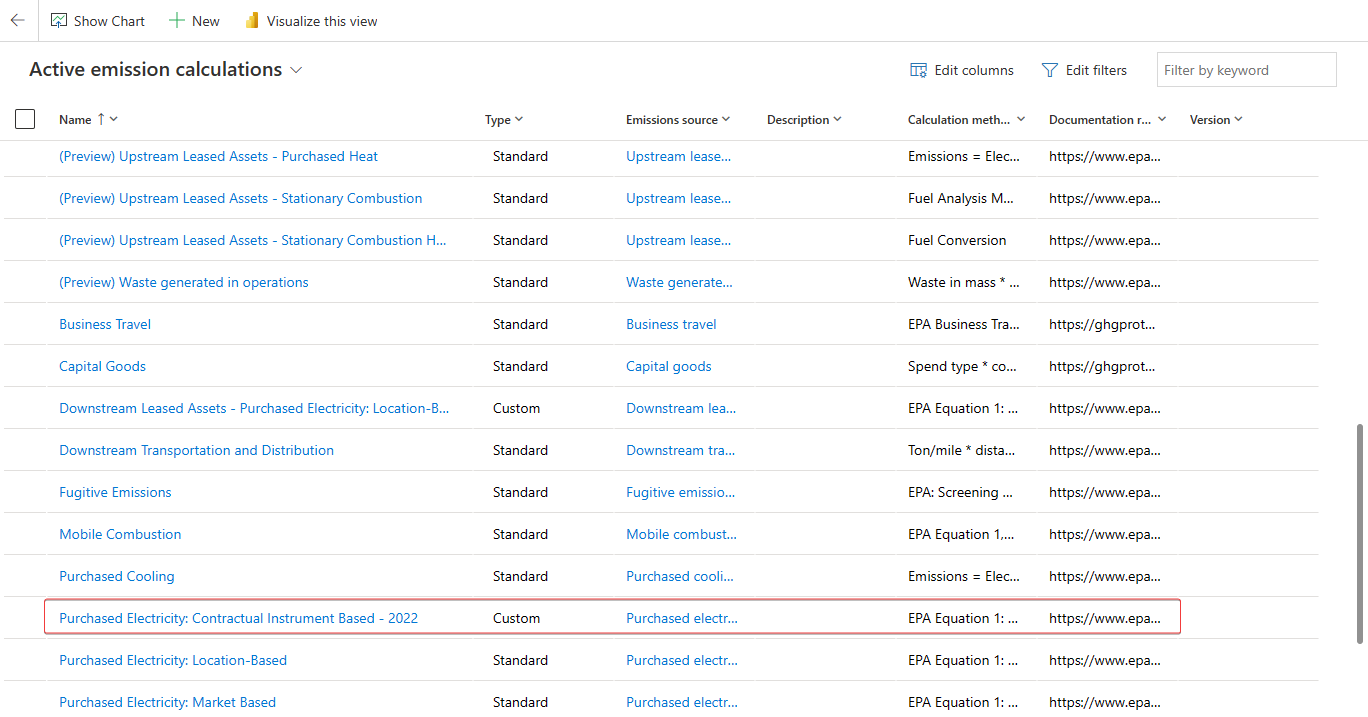 Show Chart New Visualize this view
Active emission calculations Edit columns Edit filters Filter by keyword
Name Type Emissions source Description Calculation meth... Documentation r... Version
(Preview) Upstream Leased Assets - Purchased Heat Standard Upstream lease... Emissions = Elec... https://www.epa...
(Preview) Upstream Leased Assets - Stationary Combustion Standard Upstream lease... Fuel Analysis M... https://www.epa...
(Preview) Upstream Leased Assets - Stationary Combustion H... Standard Upstream lease... Fuel Conversion https://www.epa...
(Preview) Waste generated in operations Standard Waste generate... Waste in mass * ... https://www.epa...
Business Travel Standard Business travel EPA Business Tra... https://ghgprot...
Capital Goods Standard Capital goods Spend type * co... https://ghgprot...
Downstream Leased Assets - Purchased Electricity: Location-B... Custom Downstream lea... EPA Equation 1: ... https://www.epa...
Downstream Transportation and Distribution Standard Downstream tra... Ton/mile * dista... https://www.epa...
Fugitive Emissions Standard Fugitive emissio... EPA: Screening ... https://www.epa...
Mobile Combustion Standard Mobile combust... EPA Equation 1,... https://www.epa...
Purchased Cooling Standard Purchased cooli... Emissions = Elec... https://www.epa...
Purchased Electricity: Contractual Instrument Based - 2022 Custom Purchased electr... EPA Equation 1: ... https://www.epa...
Purchased Electricity: Location-Based Standard Purchased electr... EPA Equation 1: ... https://www.epa...
Purchased Electricity: Market Based Standard Purchased electr... EPA Equation 1: ... https://www.epa...